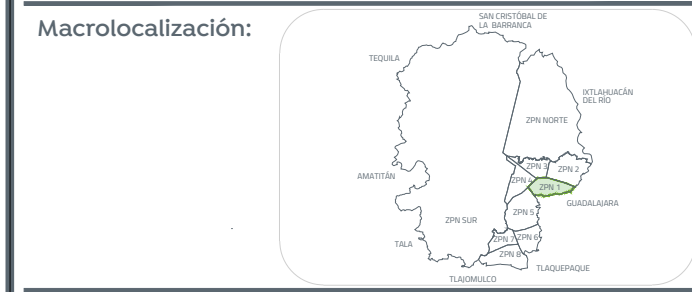 Macrolocalización:
SAN CRISTÓBAL DE
LA BARRANCA
TEQUILA
IXTLAHUACÁN
DEL RÍO
ZPN NORTE
ZPN 3
ZPN 2
AMATITÁN
ZPN 4
ZPN 1
GUADALAJARA
ZPN 5
ZPN SUR
ZPN 7
ZPN 6
TALA
ZPN 8
TLAQUEPAQUE
TLAJOMULCO